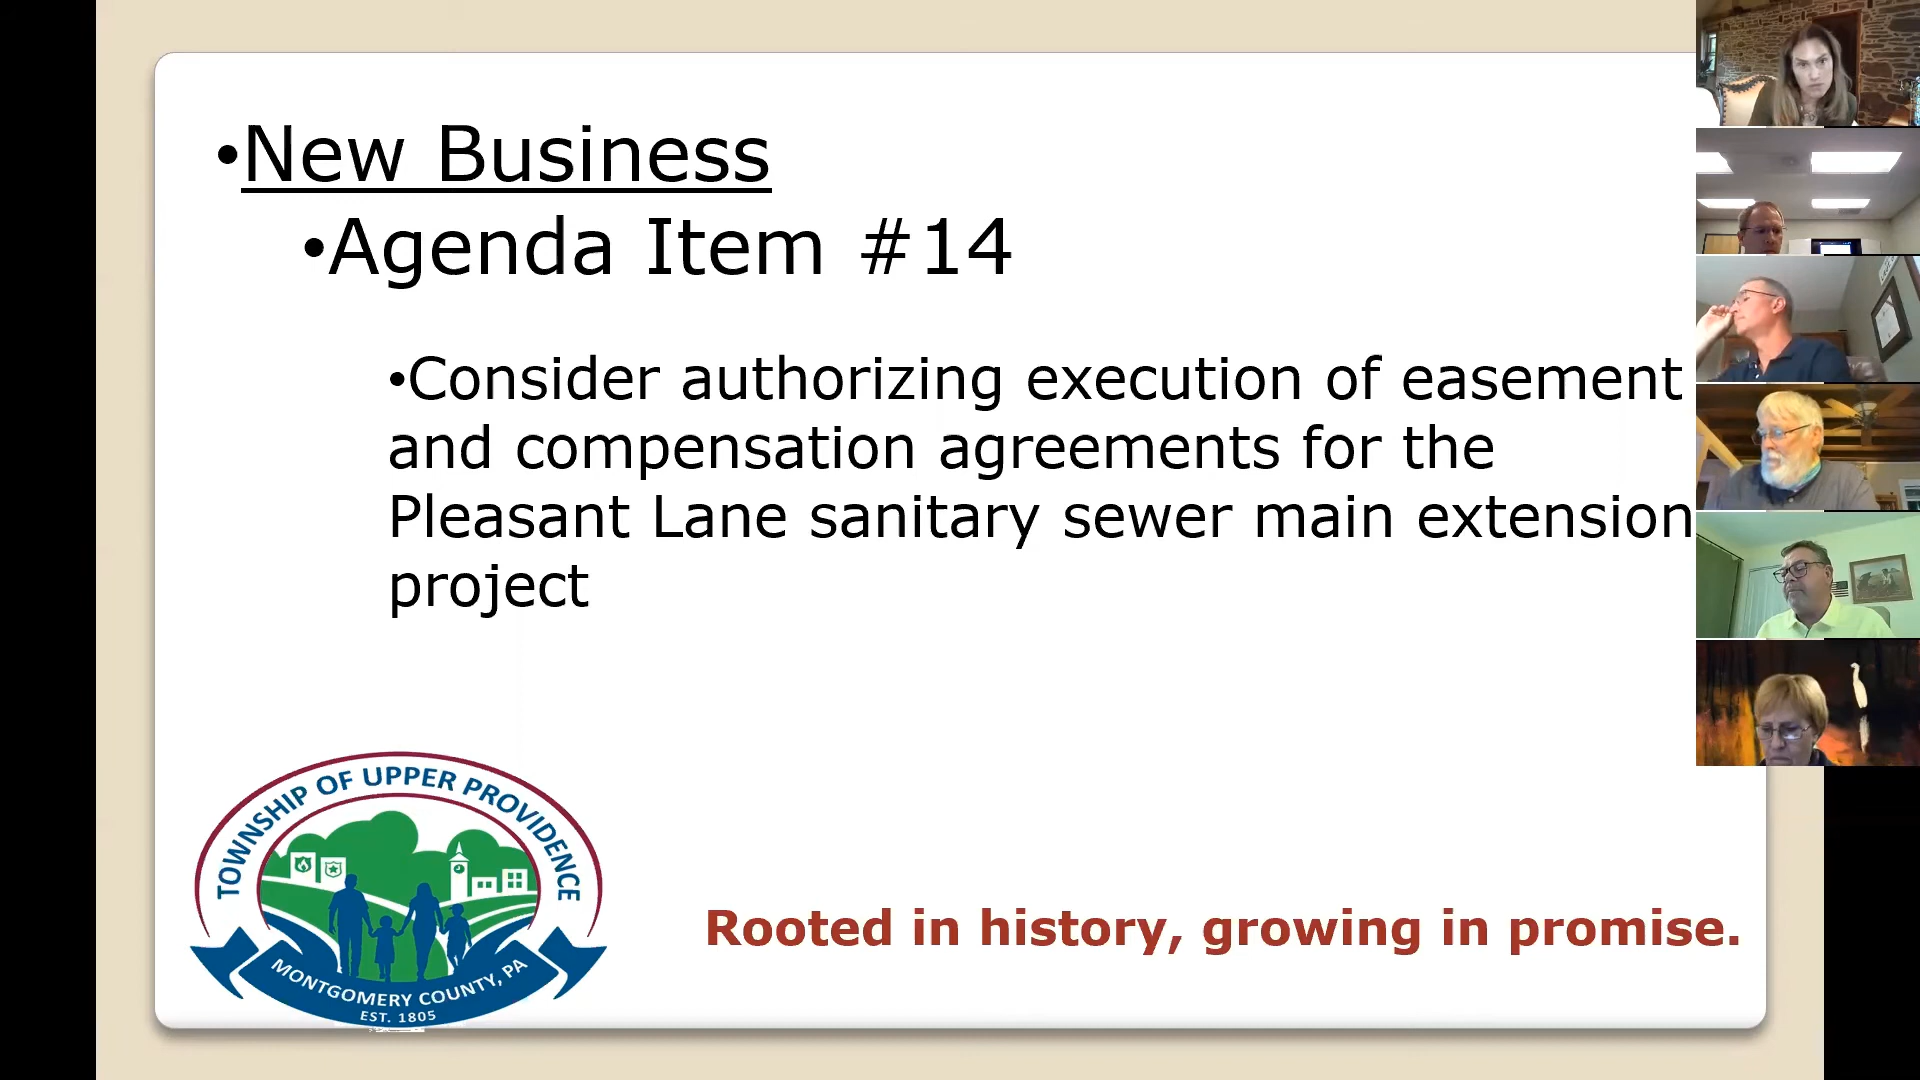 •New Business
•Agenda Item #14
•Consider authorizing execution of easement
and compensation agreements for the
Pleasant Lane sanitary sewer main extension
project
TOWNSHIP OF UPPER PROVIDENCE
MONTGOMERY COUNTY, PA
EST. 1805
Rooted in history, growing in promise.